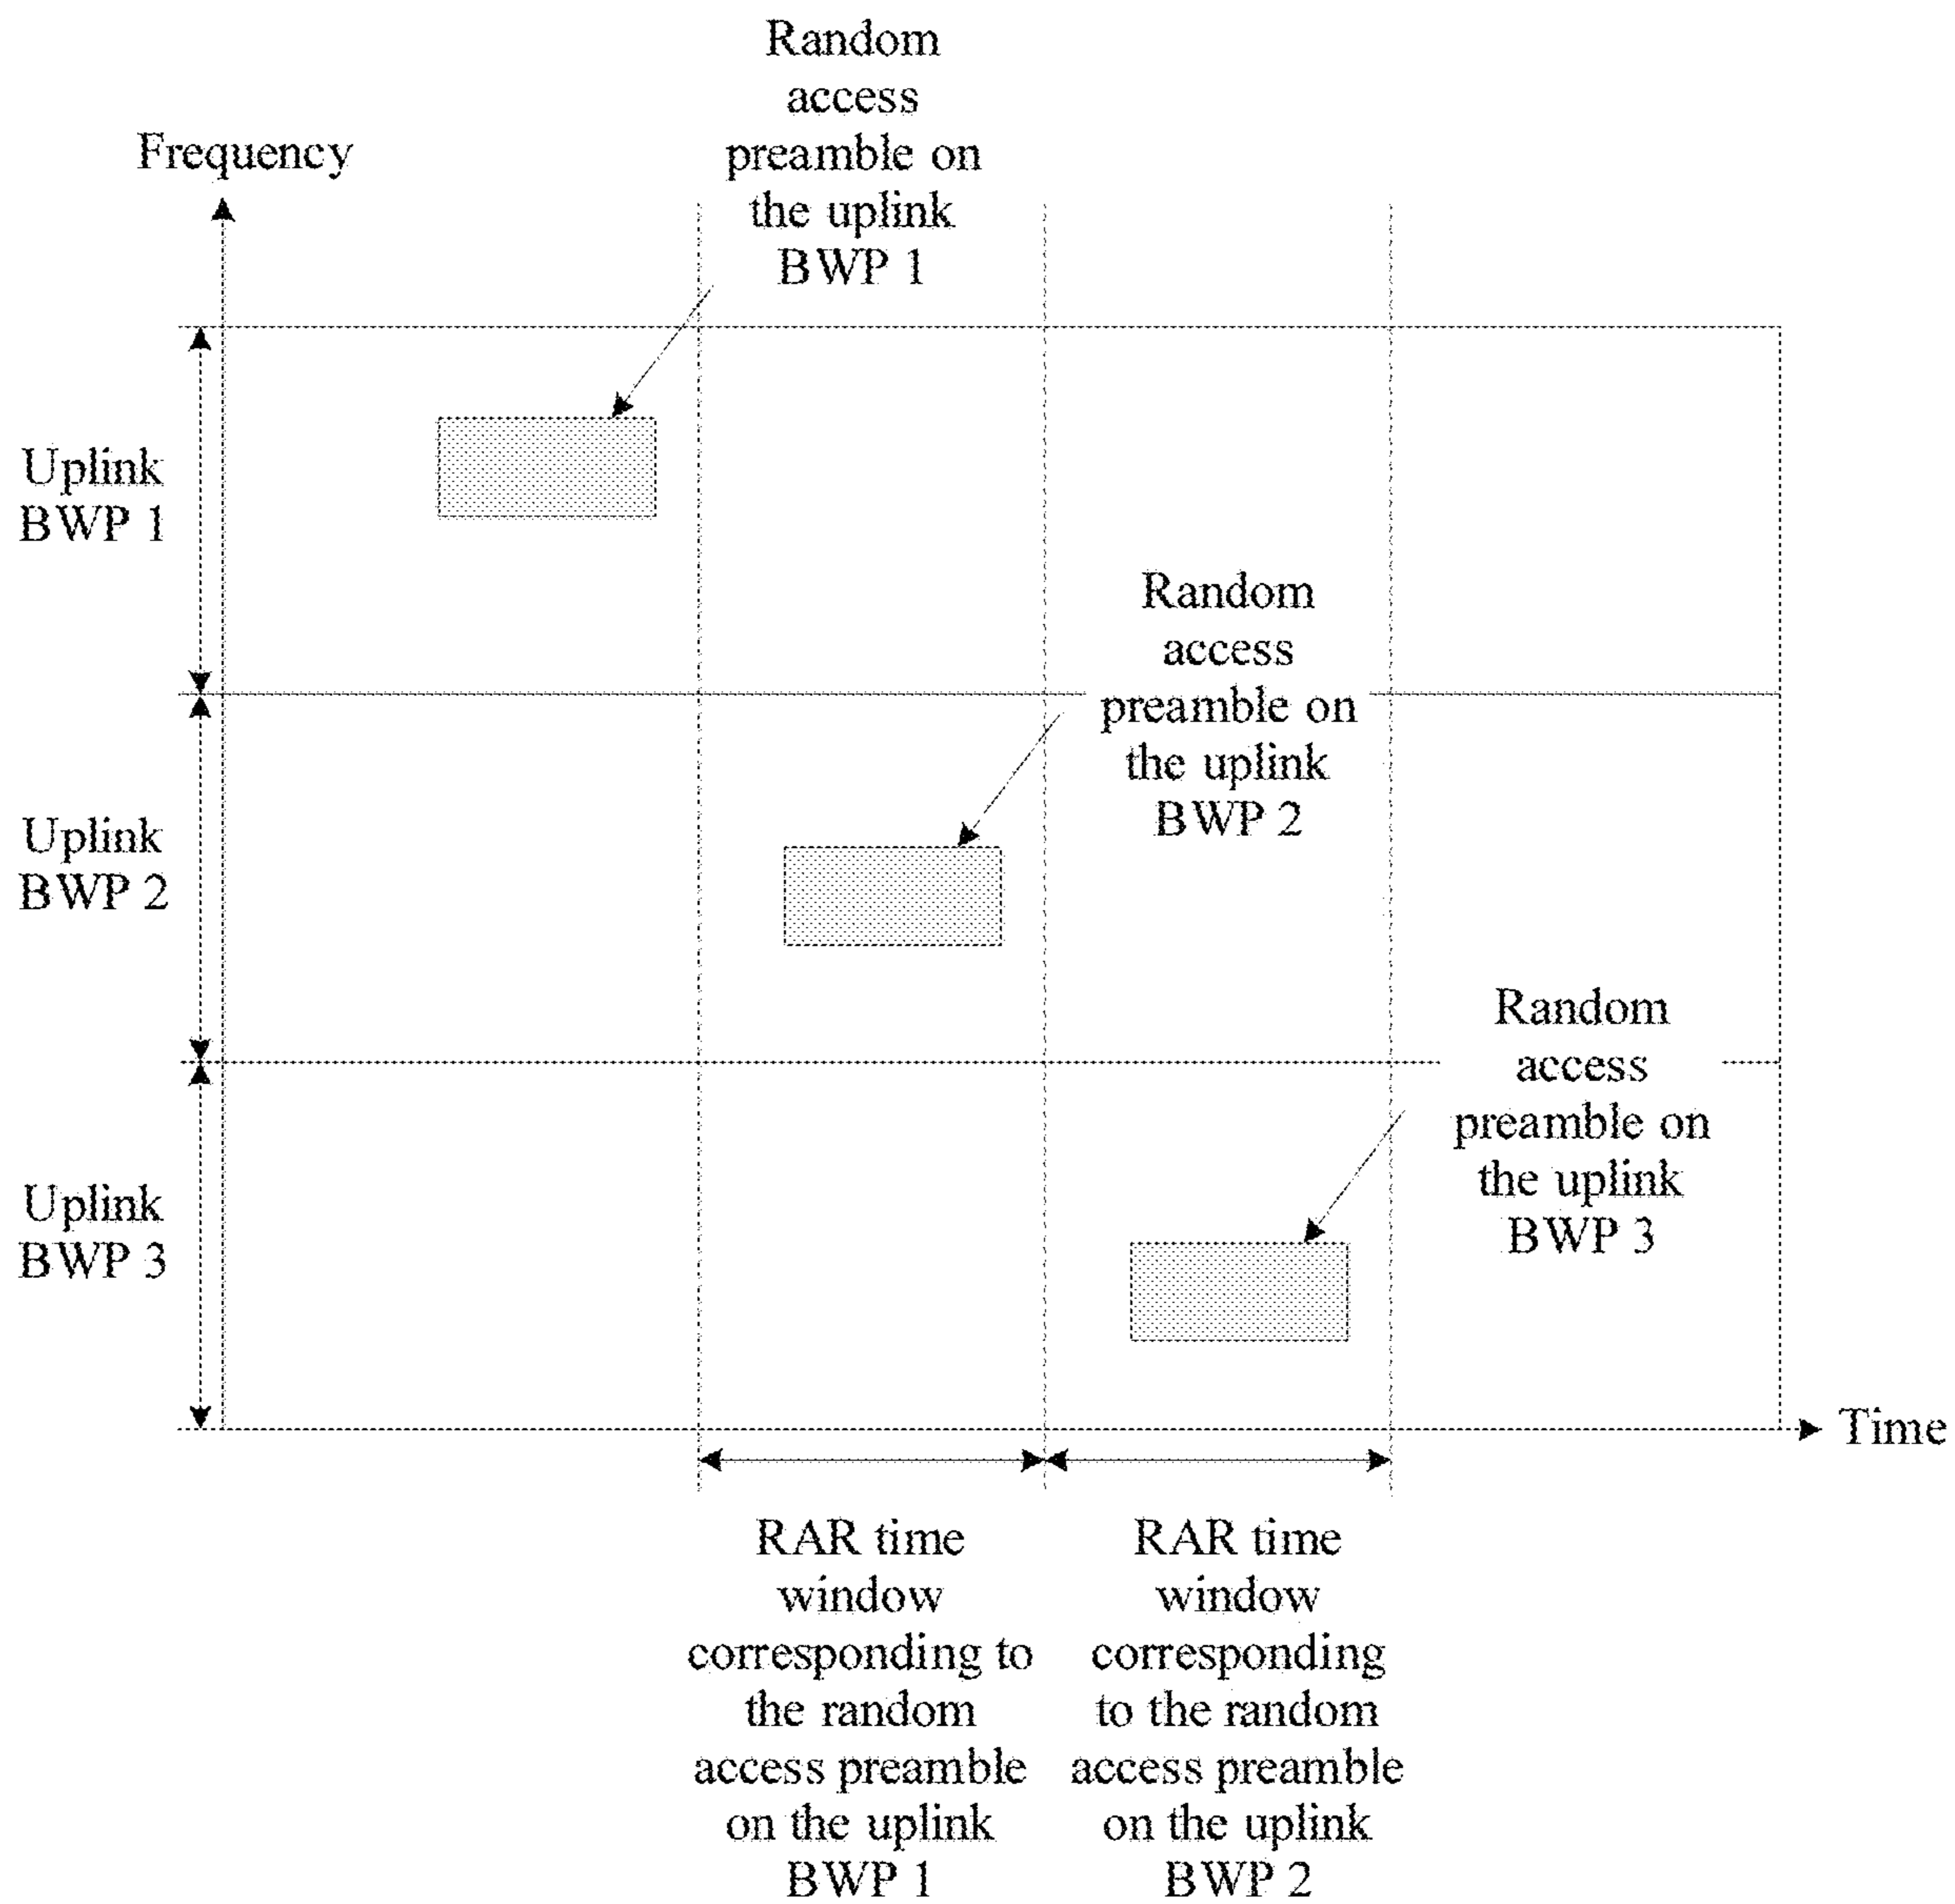 Random
access
preamble on
the uplink
BWP 1
Frequency
Uplink
BWP 1
Random
access
preamble on
the uplink
BWP 2
Uplink
BWP 2
Random
access
preamble on
the uplink
BWP 3
Uplink
BWP 3
Time
RAR time
window
corresponding to
the random
access preamble
on the uplink
BWP 1
RAR time
window
corresponding
to the random
access preamble
on the uplink
BWP 2